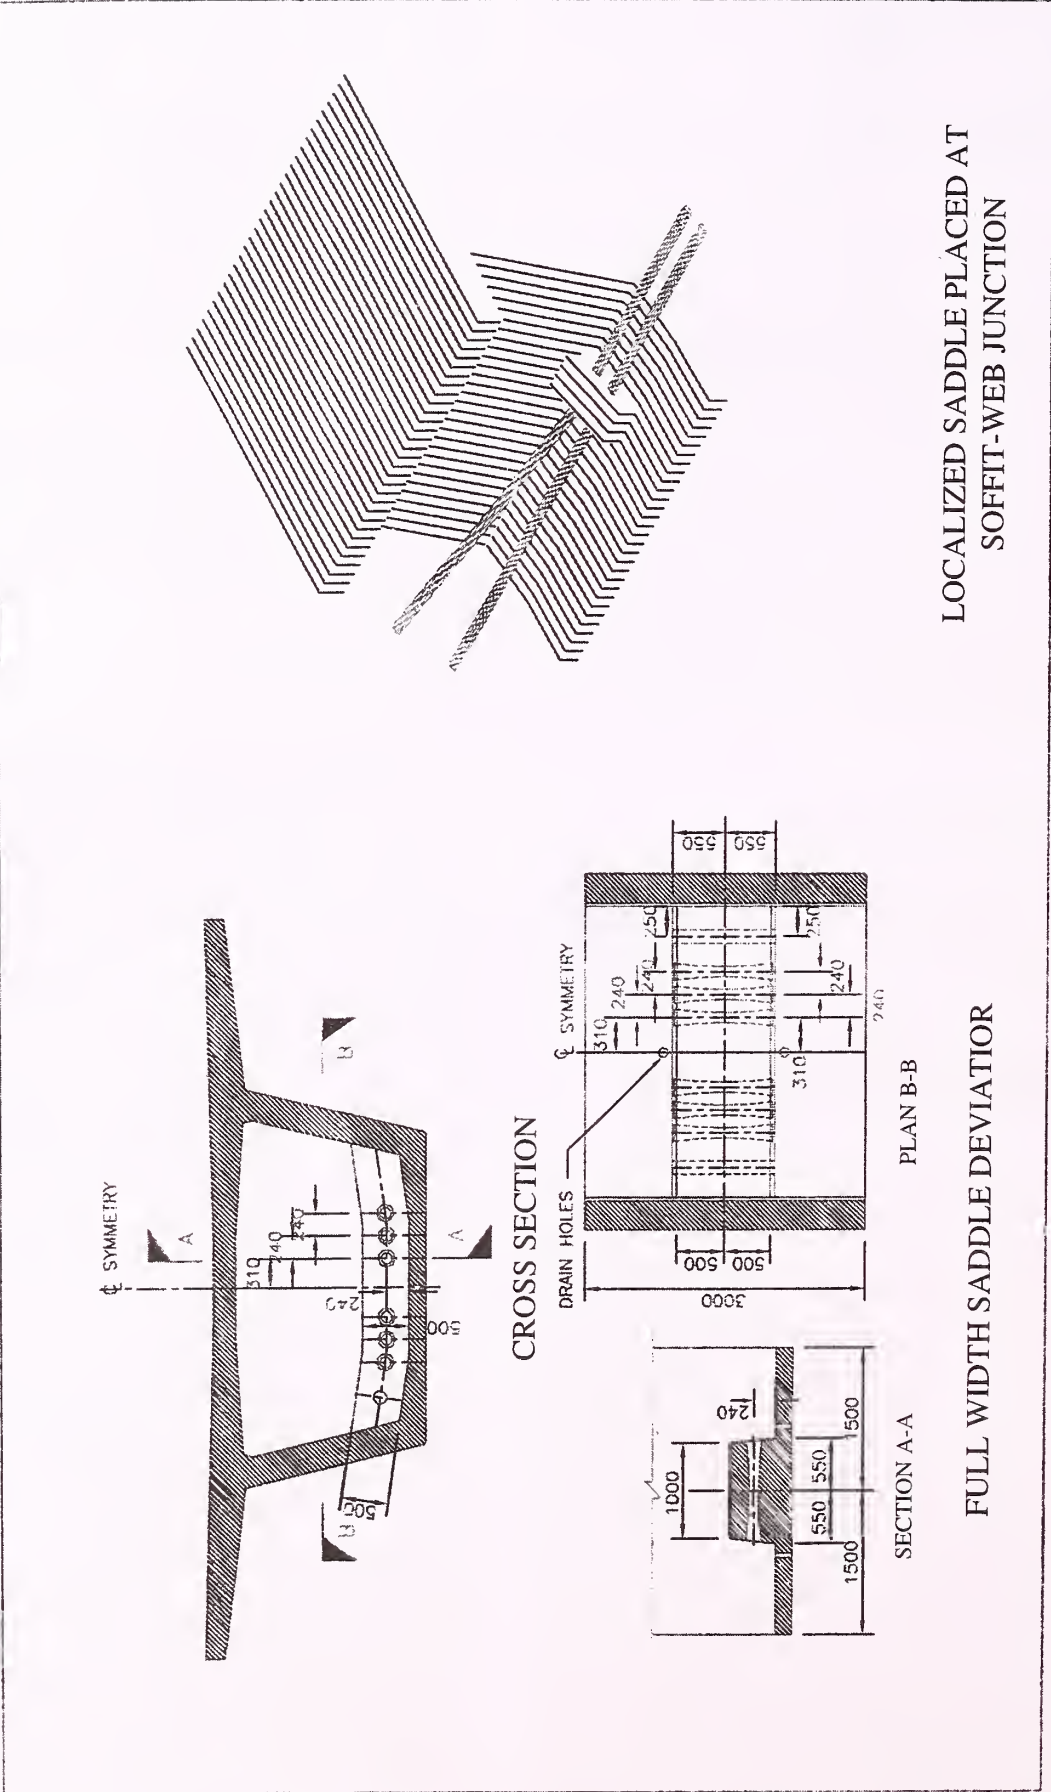 ℄ SYMMETRY
A
A
B
B
310
240
240
240
500
500
CROSS SECTION
℄ SYMMETRY
DRAIN HOLES
310
240
240
250
550
550
500
500
3000
310
240
240
250
PLAN B-B
1000
240
550
550
1500
1500
SECTION A-A
FULL WIDTH SADDLE DEVIATIOR
LOCALIZED SADDLE PLACED AT
SOFFIT-WEB JUNCTION